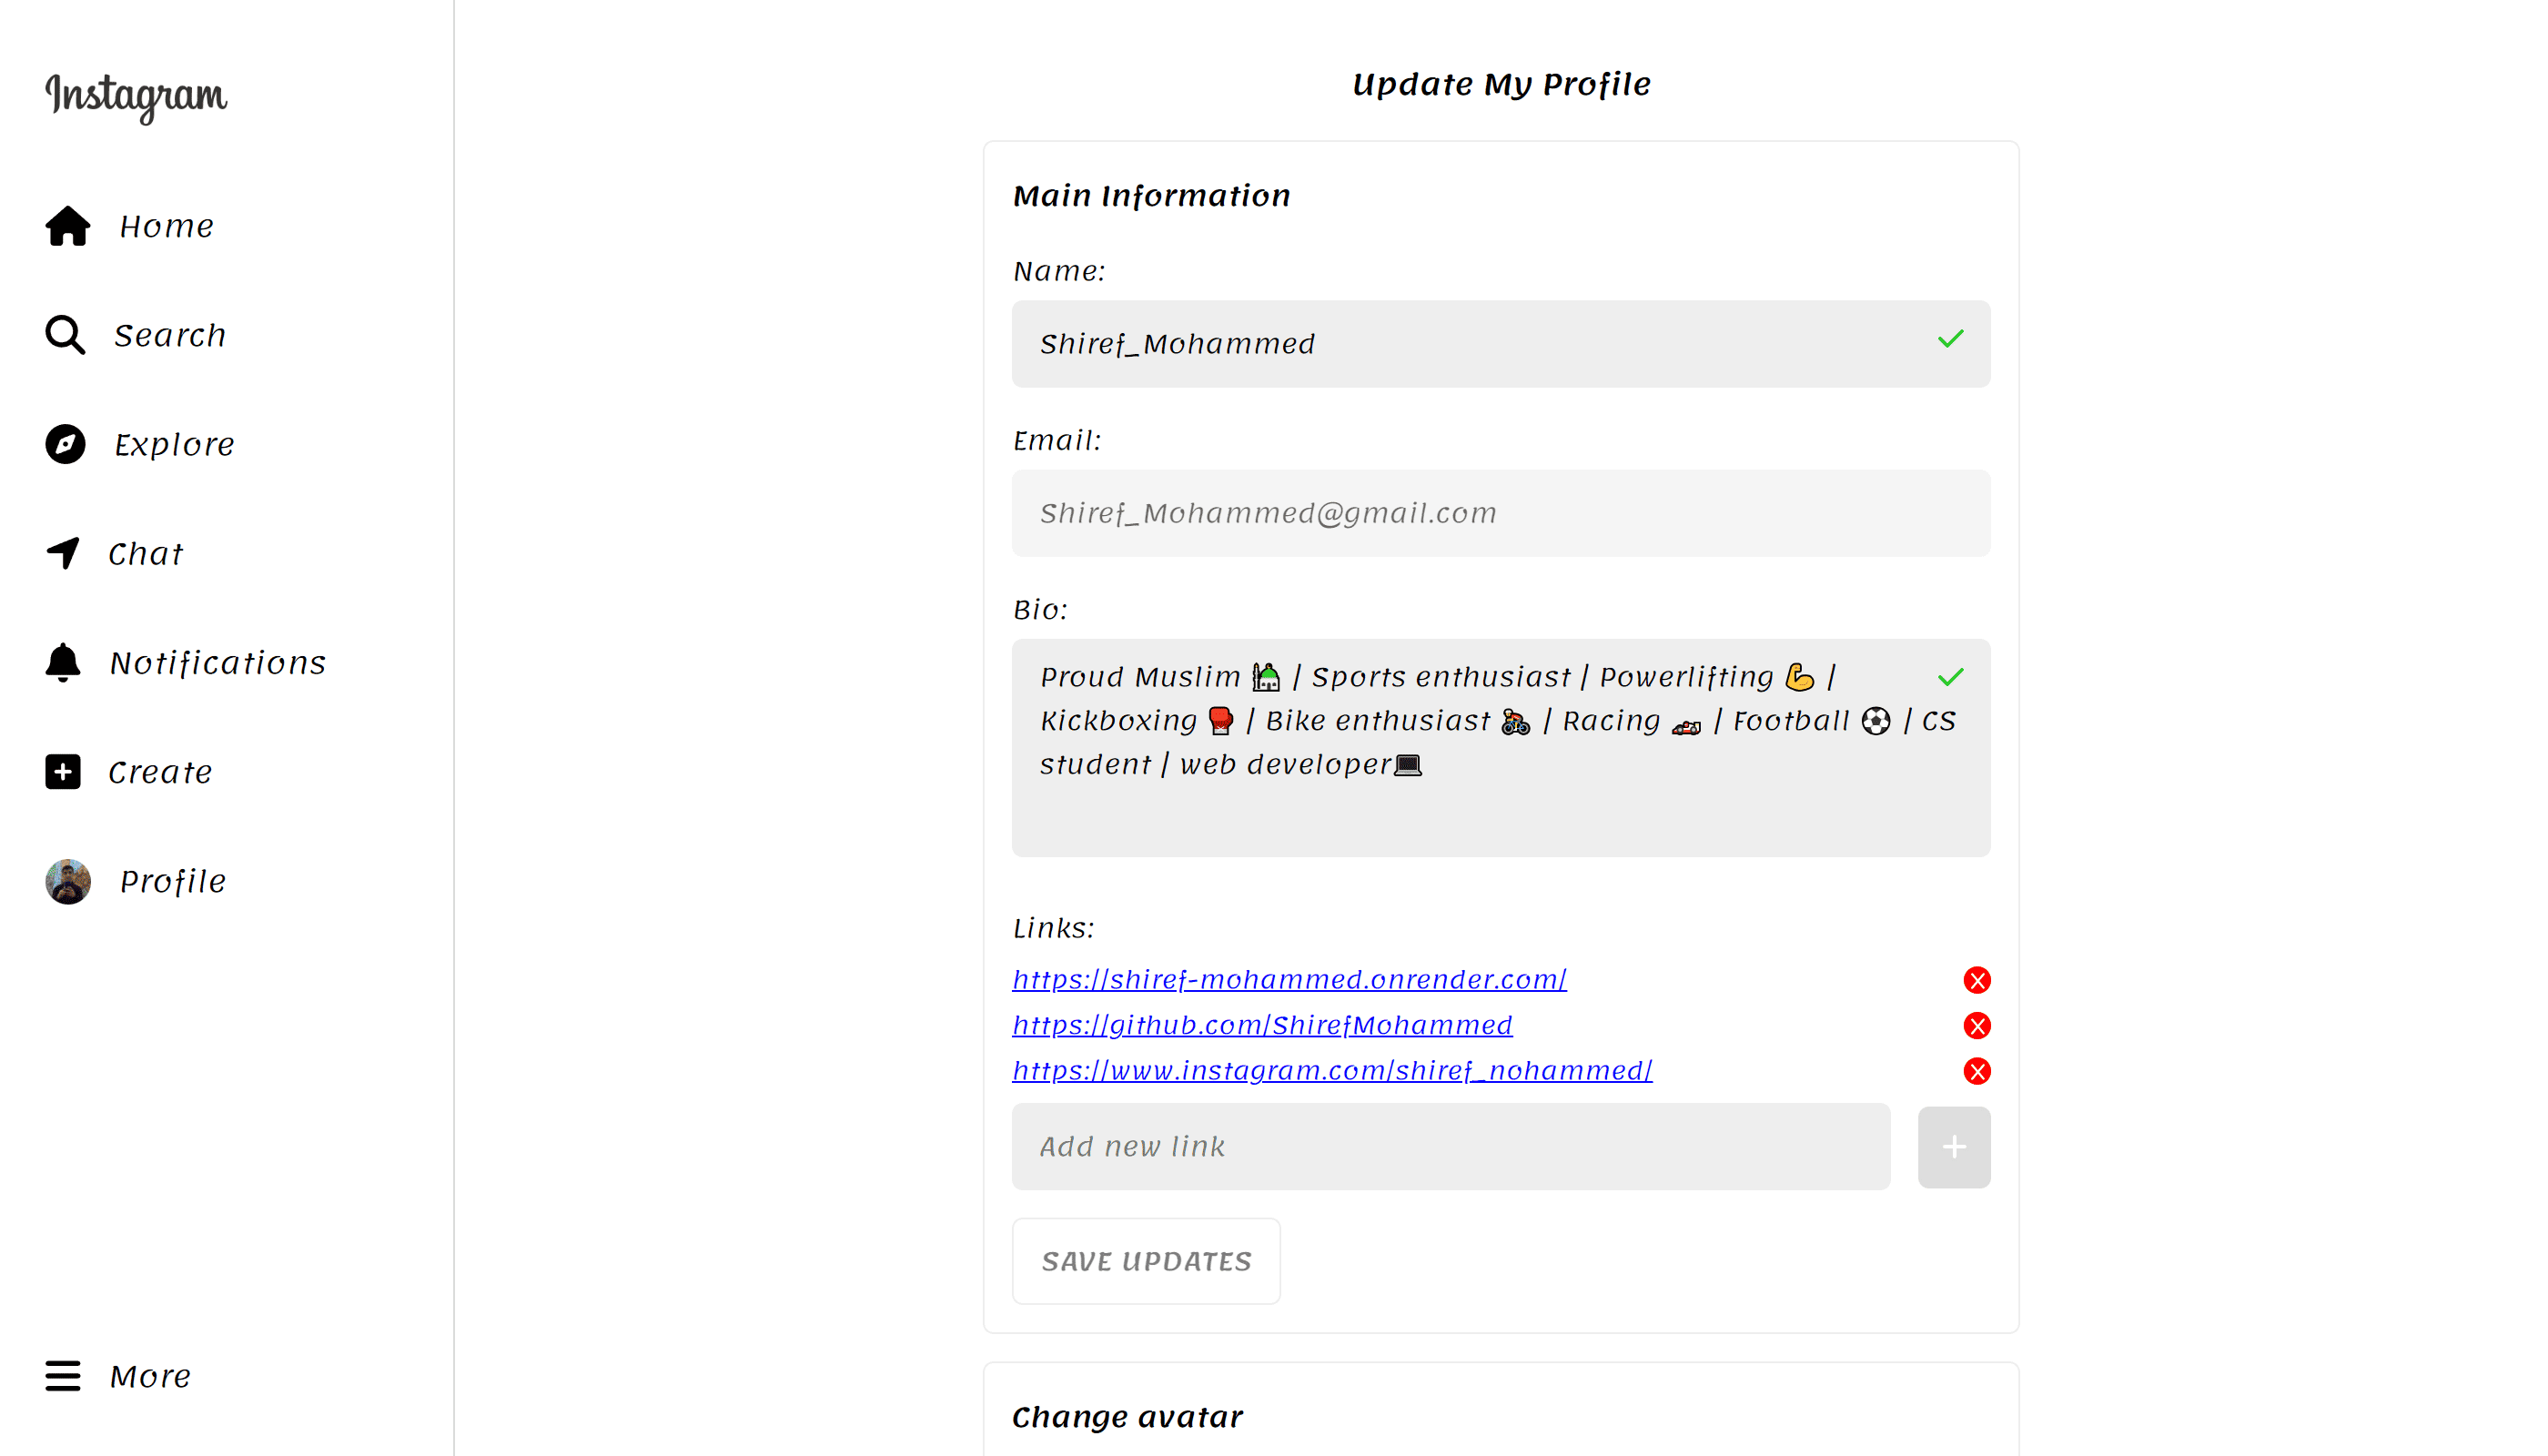 Instagram
Home
Search
Explore
Chat
Notifications
Create
Profile
More
Update My Profile
Main Information
Name:
Shiref_Mohammed
Email:
Shiref_Mohammed@gmail.com
Bio:
Proud Muslim 🕌 | Sports enthusiast | Powerlifting 💪 |
Kickboxing 🥊 | Bike enthusiast 🚴 | Racing 🏎️ | Football ⚽ | CS
student | web developer💻
Links:
https://shiref-mohammed.onrender.com/
https://github.com/ShirefMohammed
https://www.instagram.com/shiref_nohammed/
Add new link
SAVE UPDATES
Change avatar